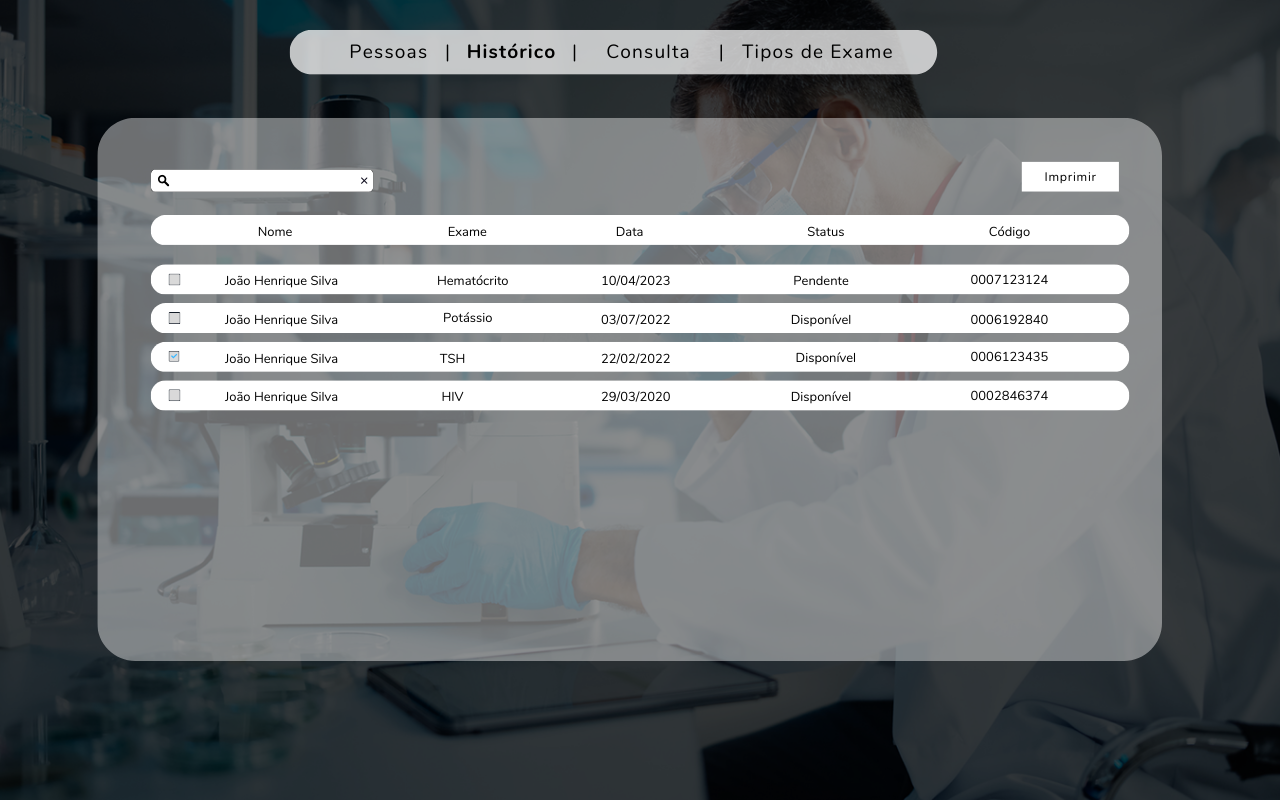 Pessoas | Histórico | Consulta | Tipos de Exame
Imprimir
Nome Exame Data Status Código
João Henrique Silva Hematócrito 10/04/2023 Pendente 0007123124
João Henrique Silva Potássio 03/07/2022 Disponível 0006192840
João Henrique Silva TSH 22/02/2022 Disponível 0006123435
João Henrique Silva HIV 29/03/2020 Disponível 0002846374